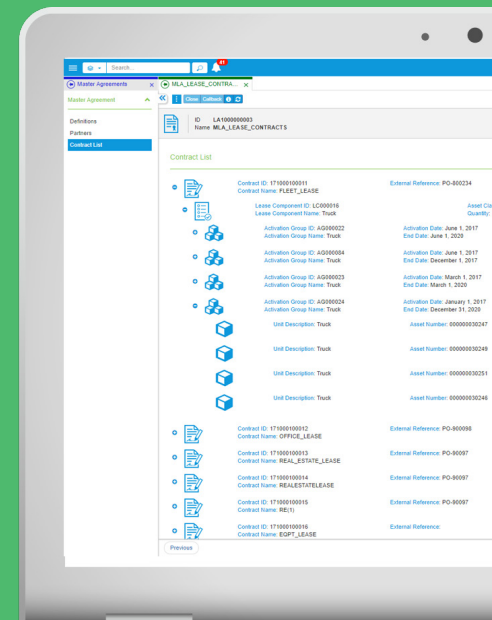 Search...
41
Master Agreements x
MLA_LEASE_CONTRA... x
Master Agreement
Close Callback
Definitions
Partners
Contract List
ID LA1000000003
Name MLA_LEASE_CONTRACTS
Contract List
Contract ID: 171000100011 External Reference: PO-800234
Contract Name: FLEET_LEASE
Lease Component ID: LC000016 Asset Cla
Lease Component Name: Truck Quantity:
Activation Group ID: AG000022 Activation Date: June 1, 2017
Activation Group Name: Truck End Date: June 1, 2020
Activation Group ID: AG000084 Activation Date: June 1, 2017
Activation Group Name: Truck End Date: December 1, 2017
Activation Group ID: AG000023 Activation Date: March 1, 2017
Activation Group Name: Truck End Date: March 1, 2020
Activation Group ID: AG000024 Activation Date: January 1, 2017
Activation Group Name: Truck End Date: December 31, 2020
Unit Description: Truck Asset Number: 000000030247
Unit Description: Truck Asset Number: 000000030249
Unit Description: Truck Asset Number: 000000030251
Unit Description: Truck Asset Number: 000000030246
Contract ID: 171000100012 External Reference: PO-900098
Contract Name: OFFICE_LEASE
Contract ID: 171000100013 External Reference: PO-90097
Contract Name: REAL_ESTATE_LEASE
Contract ID: 171000100014 External Reference: PO-90097
Contract Name: REALESTATELEASE
Contract ID: 171000100015 External Reference: PO-90097
Contract Name: RE(1)
Contract ID: 171000100016 External Reference:
Contract Name: EQPT_LEASE
Previous